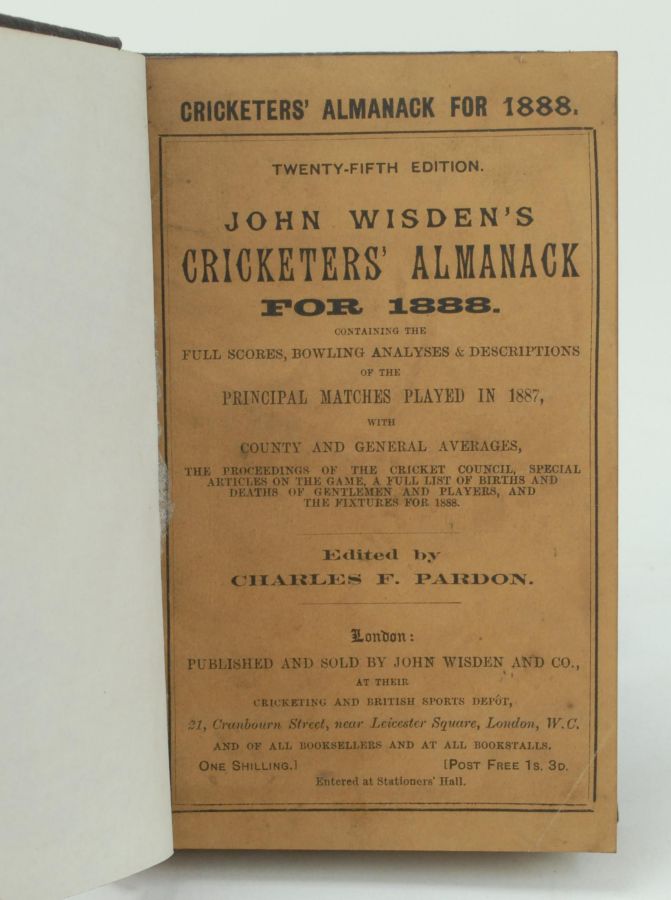 CRICKETERS' ALMANACK FOR 1888.
TWENTY-FIFTH EDITION.
JOHN WISDEN'S
CRICKETERS' ALMANACK
FOR 1888.
CONTAINING THE
FULL SCORES, BOWLING ANALYSES & DESCRIPTIONS
OF THE
PRINCIPAL MATCHES PLAYED IN 1887,
WITH
COUNTY AND GENERAL AVERAGES,
THE PROCEEDINGS OF THE CRICKET COUNCIL, SPECIAL
ARTICLES ON THE GAME, A FULL LIST OF BIRTHS AND
DEATHS OF GENTLEMEN AND PLAYERS, AND
THE FIXTURES FOR 1888.
Edited by
CHARLES F. PARDON.
London:
PUBLISHED AND SOLD BY JOHN WISDEN AND CO.,
AT THEIR
CRICKETING AND BRITISH SPORTS DEPÔT,
21, Cranbourn Street, near Leicester Square, London, W.C.
AND OF ALL BOOKSELLERS AND AT ALL BOOKSTALLS.
ONE SHILLING.] [POST FREE 1S. 3D.
Entered at Stationers' Hall.